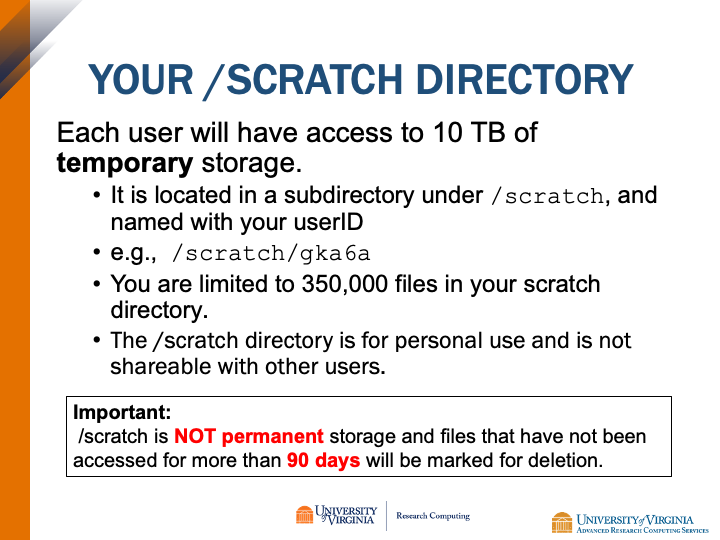 YOUR /SCRATCH DIRECTORY
Each user will have access to 10 TB of
temporary storage.
• It is located in a subdirectory under /scratch, and
named with your userID
• e.g., /scratch/gka6a
• You are limited to 350,000 files in your scratch
directory.
• The /scratch directory is for personal use and is not
shareable with other users.
Important:
/scratch is NOT permanent storage and files that have not been
accessed for more than 90 days will be marked for deletion.
UNIVERSITY
of VIRGINIA
Research Computing
UNIVERSITY of VIRGINIA
ADVANCED RESEARCH COMPUTING SERVICES